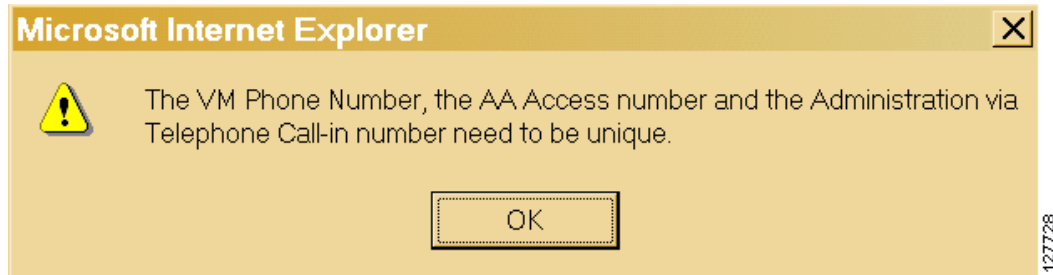 Microsoft Internet Explorer
The VM Phone Number, the AA Access number and the Administration via
Telephone Call-in number need to be unique.
OK
127728